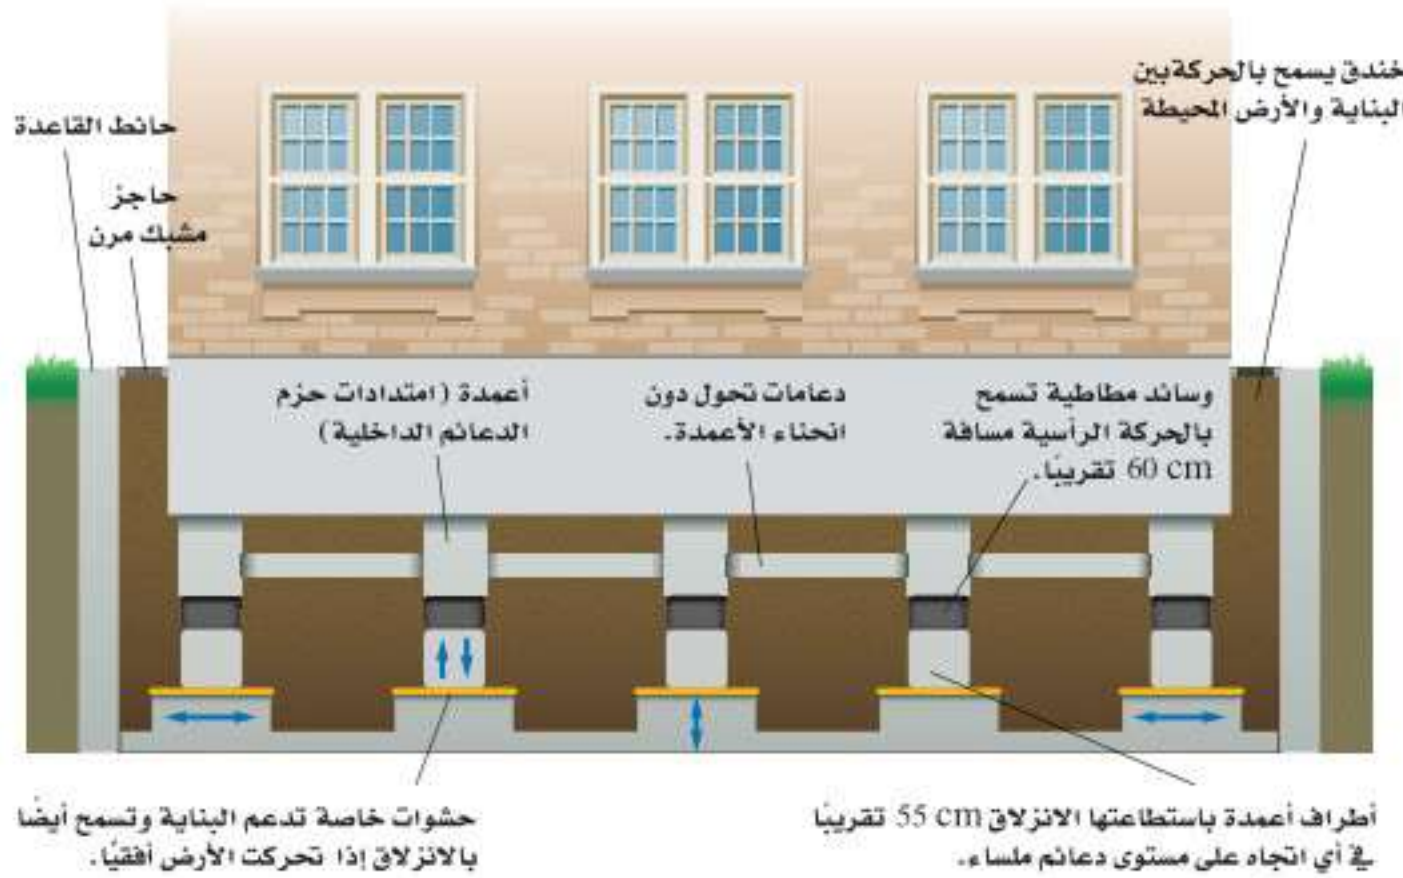 خندق يسمح بالحركة بين
البناية والأرض المحيطة
حائط القاعدة
حاجز
مشبك مرن
وسائد مطاطية تسمح
بالحركة الرأسية مسافة
60 cm تقريبًا.
دعامات تحول دون
انحناء الأعمدة.
أعمدة (امتدادات حزم
الدعائم الداخلية)
أطراف أعمدة باستطاعتها الانزلاق 55 cm تقريبًا
في أي اتجاه على مستوى دعائم ملساء.
حشوات خاصة تدعم البناية وتسمح أيضًا
بالانزلاق إذا تحركت الأرض أفقيًا.